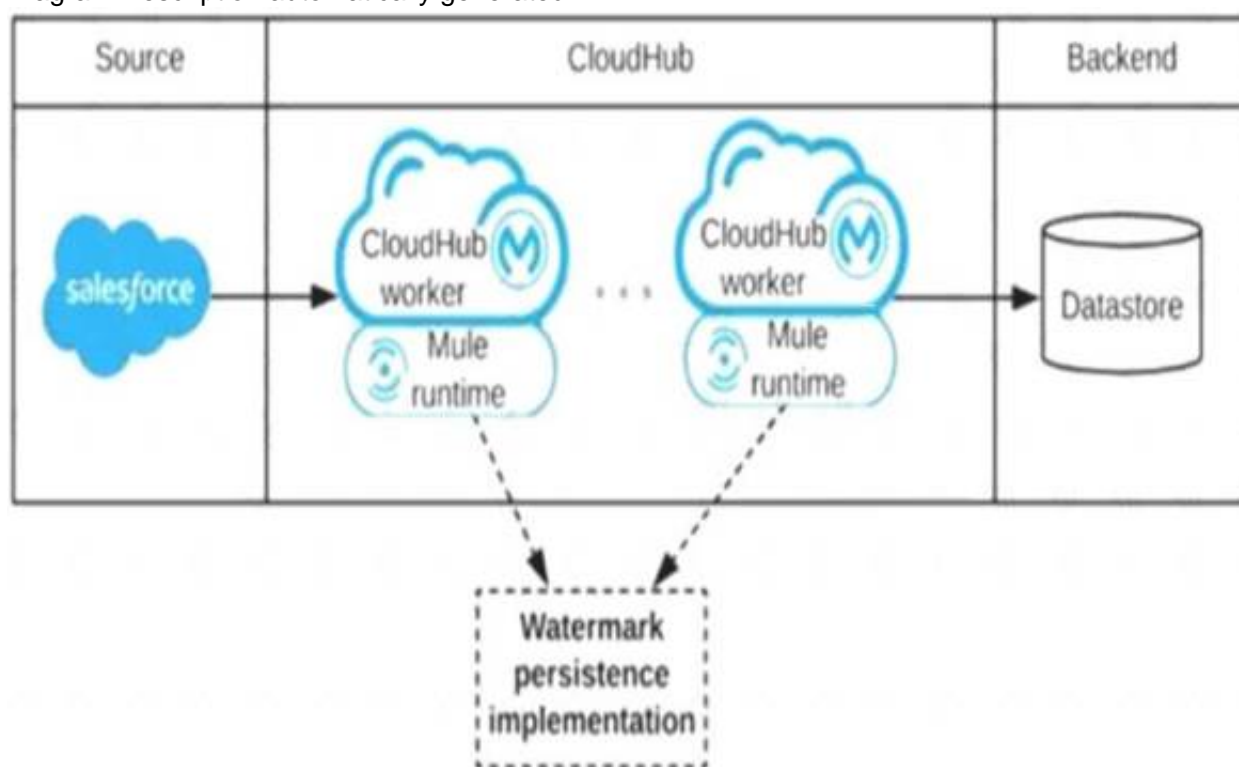 Source
CloudHub
Backend
salesforce
CloudHub
worker
Mule
runtime
CloudHub
worker
Mule
runtime
Datastore
Watermark
persistence
implementation